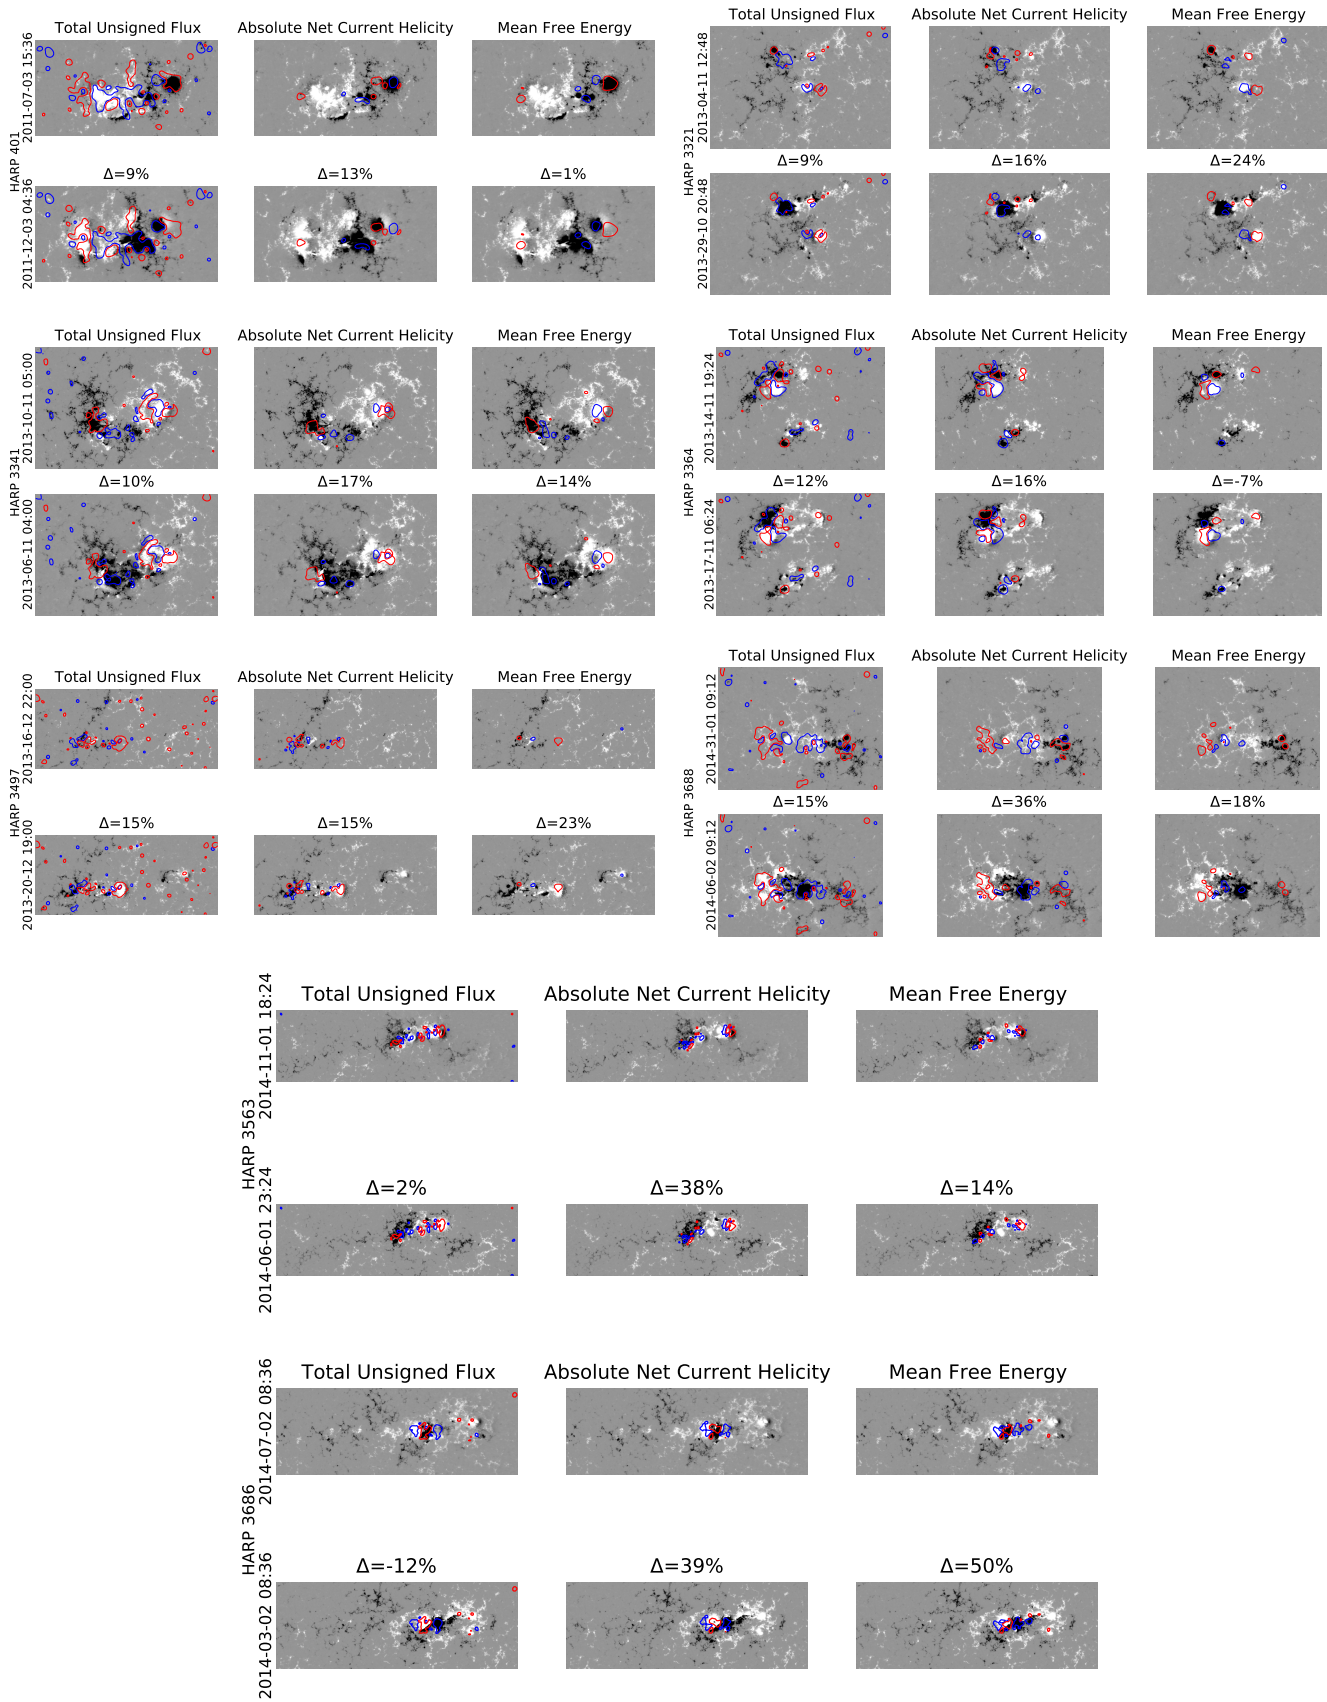 Total Unsigned Flux
Absolute Net Current Helicity
Mean Free Energy
HARP 401
2011-07-03 15:36
Δ=9%
Δ=13%
Δ=1%
2011-12-03 04:36
Total Unsigned Flux
Absolute Net Current Helicity
Mean Free Energy
HARP 3321
2013-04-11 12:48
Δ=9%
Δ=16%
Δ=24%
2013-29-10 20:48
Total Unsigned Flux
Absolute Net Current Helicity
Mean Free Energy
HARP 3341
2013-10-11 05:00
Δ=10%
Δ=17%
Δ=14%
2013-06-11 04:00
Total Unsigned Flux
Absolute Net Current Helicity
Mean Free Energy
HARP 3364
2013-14-11 19:24
Δ=12%
Δ=16%
Δ=-7%
2013-17-11 06:24
Total Unsigned Flux
Absolute Net Current Helicity
Mean Free Energy
HARP 3497
2013-16-12 22:00
Δ=15%
Δ=15%
Δ=23%
2013-20-12 19:00
Total Unsigned Flux
Absolute Net Current Helicity
Mean Free Energy
HARP 3688
2014-31-01 09:12
Δ=15%
Δ=36%
Δ=18%
2014-06-02 09:12
Total Unsigned Flux
Absolute Net Current Helicity
Mean Free Energy
HARP 3563
2014-11-01 18:24
Δ=2%
Δ=38%
Δ=14%
2014-06-01 23:24
Total Unsigned Flux
Absolute Net Current Helicity
Mean Free Energy
HARP 3686
2014-07-02 08:36
Δ=-12%
Δ=39%
Δ=50%
2014-03-02 08:36